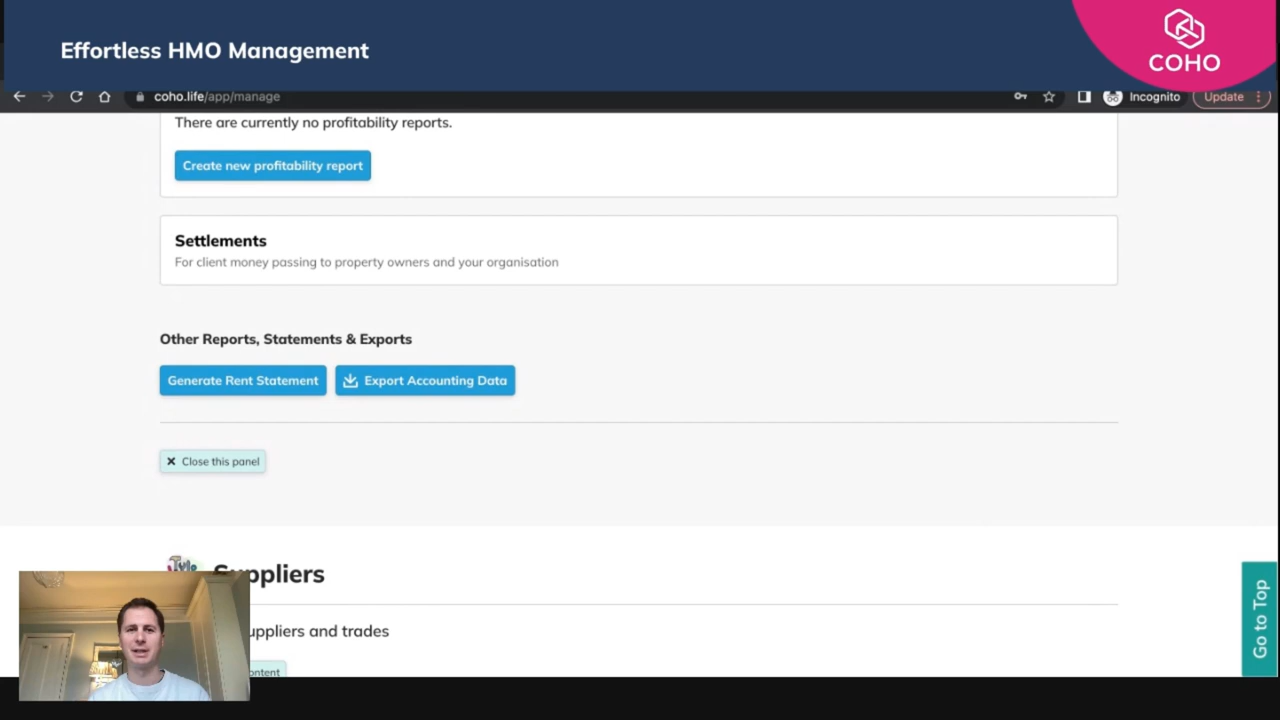 Effortless HMO Management
COHO
coho.life/app/manage
Incognito
Update
There are currently no profitability reports.
Create new profitability report
Settlements
For client money passing to property owners and your organisation
Other Reports, Statements & Exports
Generate Rent Statement
Export Accounting Data
Close this panel
Suppliers
uppliers and trades
ontent
Go to Top